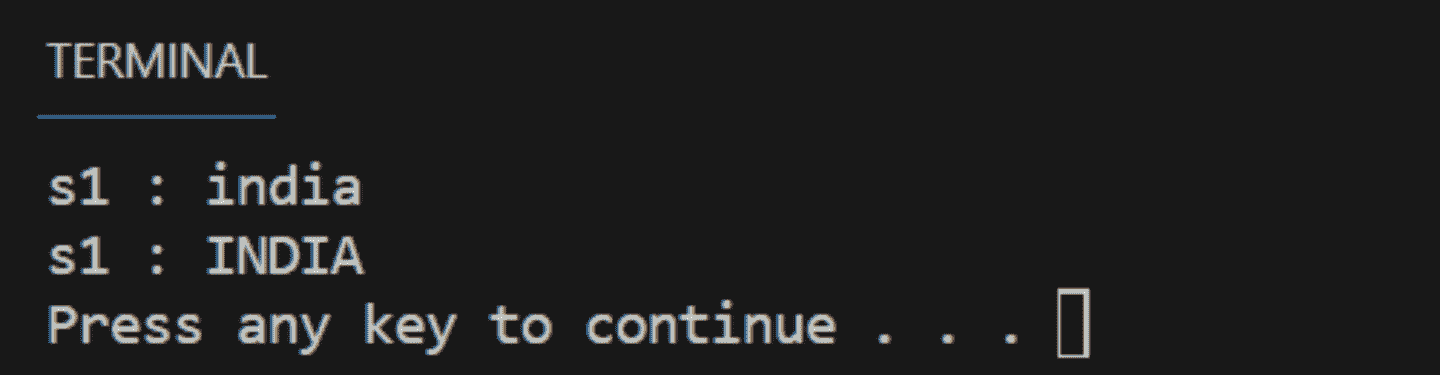 TERMINAL
s1 : india
s1 : INDIA
Press any key to continue . . .